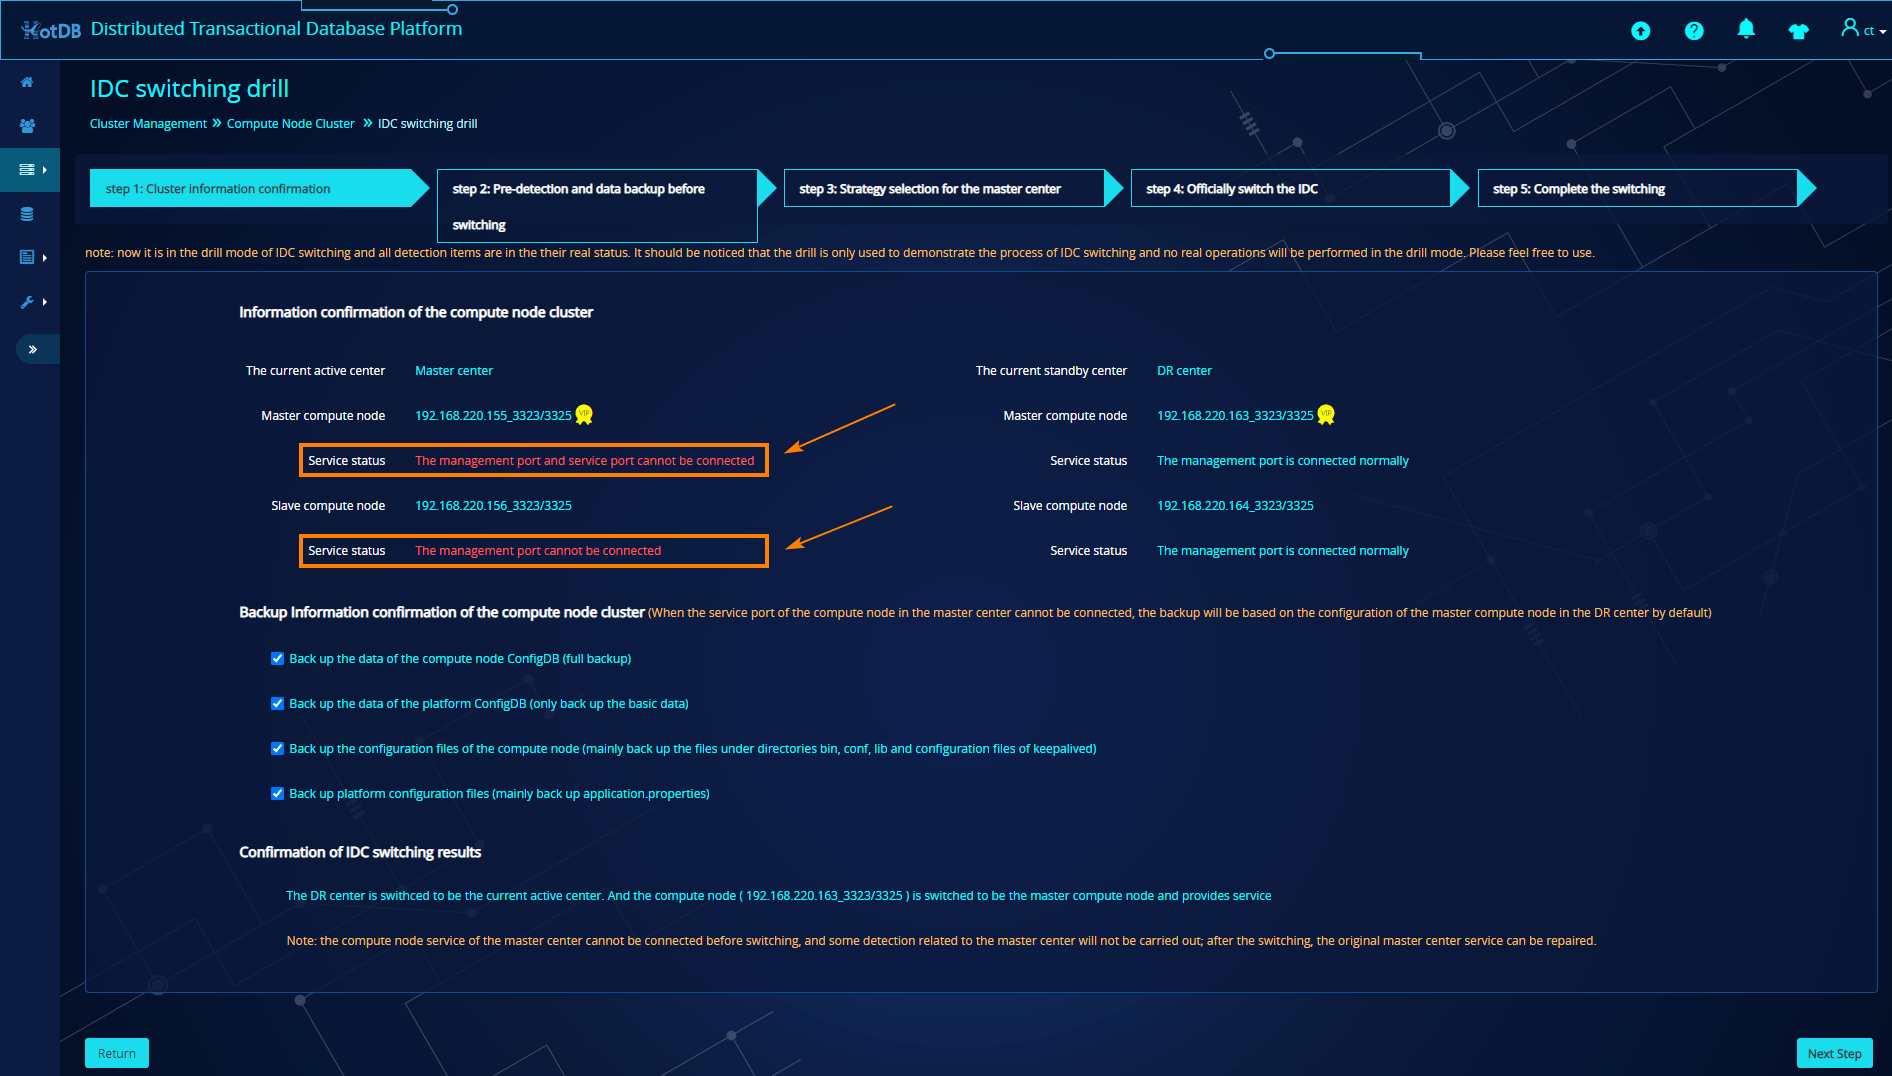 HotDB Distributed Transactional Database Platform
ct
IDC switching drill
Cluster Management » Compute Node Cluster » IDC switching drill
step 1: Cluster information confirmation
step 2: Pre-detection and data backup before
switching
step 3: Strategy selection for the master center
step 4: Officially switch the IDC
step 5: Complete the switching
note: now it is in the drill mode of IDC switching and all detection items are in the their real status. It should be noticed that the drill is only used to demonstrate the process of IDC switching and no real operations will be performed in the drill mode. Please feel free to use.
Information confirmation of the compute node cluster
The current active center Master center
The current standby center DR center
Master compute node 192.168.220.155_3323/3325 VIP
Master compute node 192.168.220.163_3323/3325 VIP
Service status The management port and service port cannot be connected
Service status The management port is connected normally
Slave compute node 192.168.220.156_3323/3325
Slave compute node 192.168.220.164_3323/3325
Service status The management port cannot be connected
Service status The management port is connected normally
Backup Information confirmation of the compute node cluster (When the service port of the compute node in the master center cannot be connected, the backup will be based on the configuration of the master compute node in the DR center by default)
Back up the data of the compute node ConfigDB (full backup)
Back up the data of the platform ConfigDB (only back up the basic data)
Back up the configuration files of the compute node (mainly back up the files under directories bin, conf, lib and configuration files of keepalived)
Back up platform configuration files (mainly back up application.properties)
Confirmation of IDC switching results
The DR center is swithced to be the current active center. And the compute node ( 192.168.220.163_3323/3325 ) is switched to be the master compute node and provides service
Note: the compute node service of the master center cannot be connected before switching, and some detection related to the master center will not be carried out; after the switching, the original master center service can be repaired.
Return
Next Step